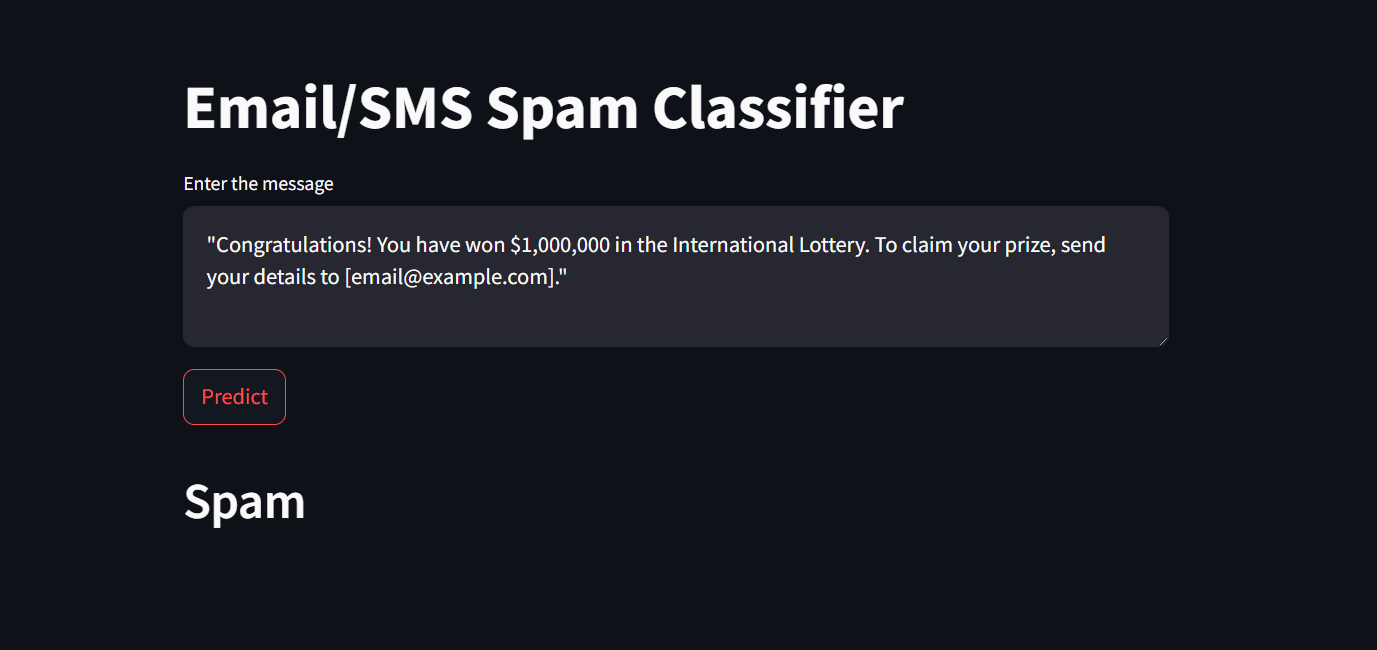 Email/SMS Spam Classifier
Enter the message
"Congratulations! You have won $1,000,000 in the International Lottery. To claim your prize, send
your details to [email@example.com]."
Predict
Spam